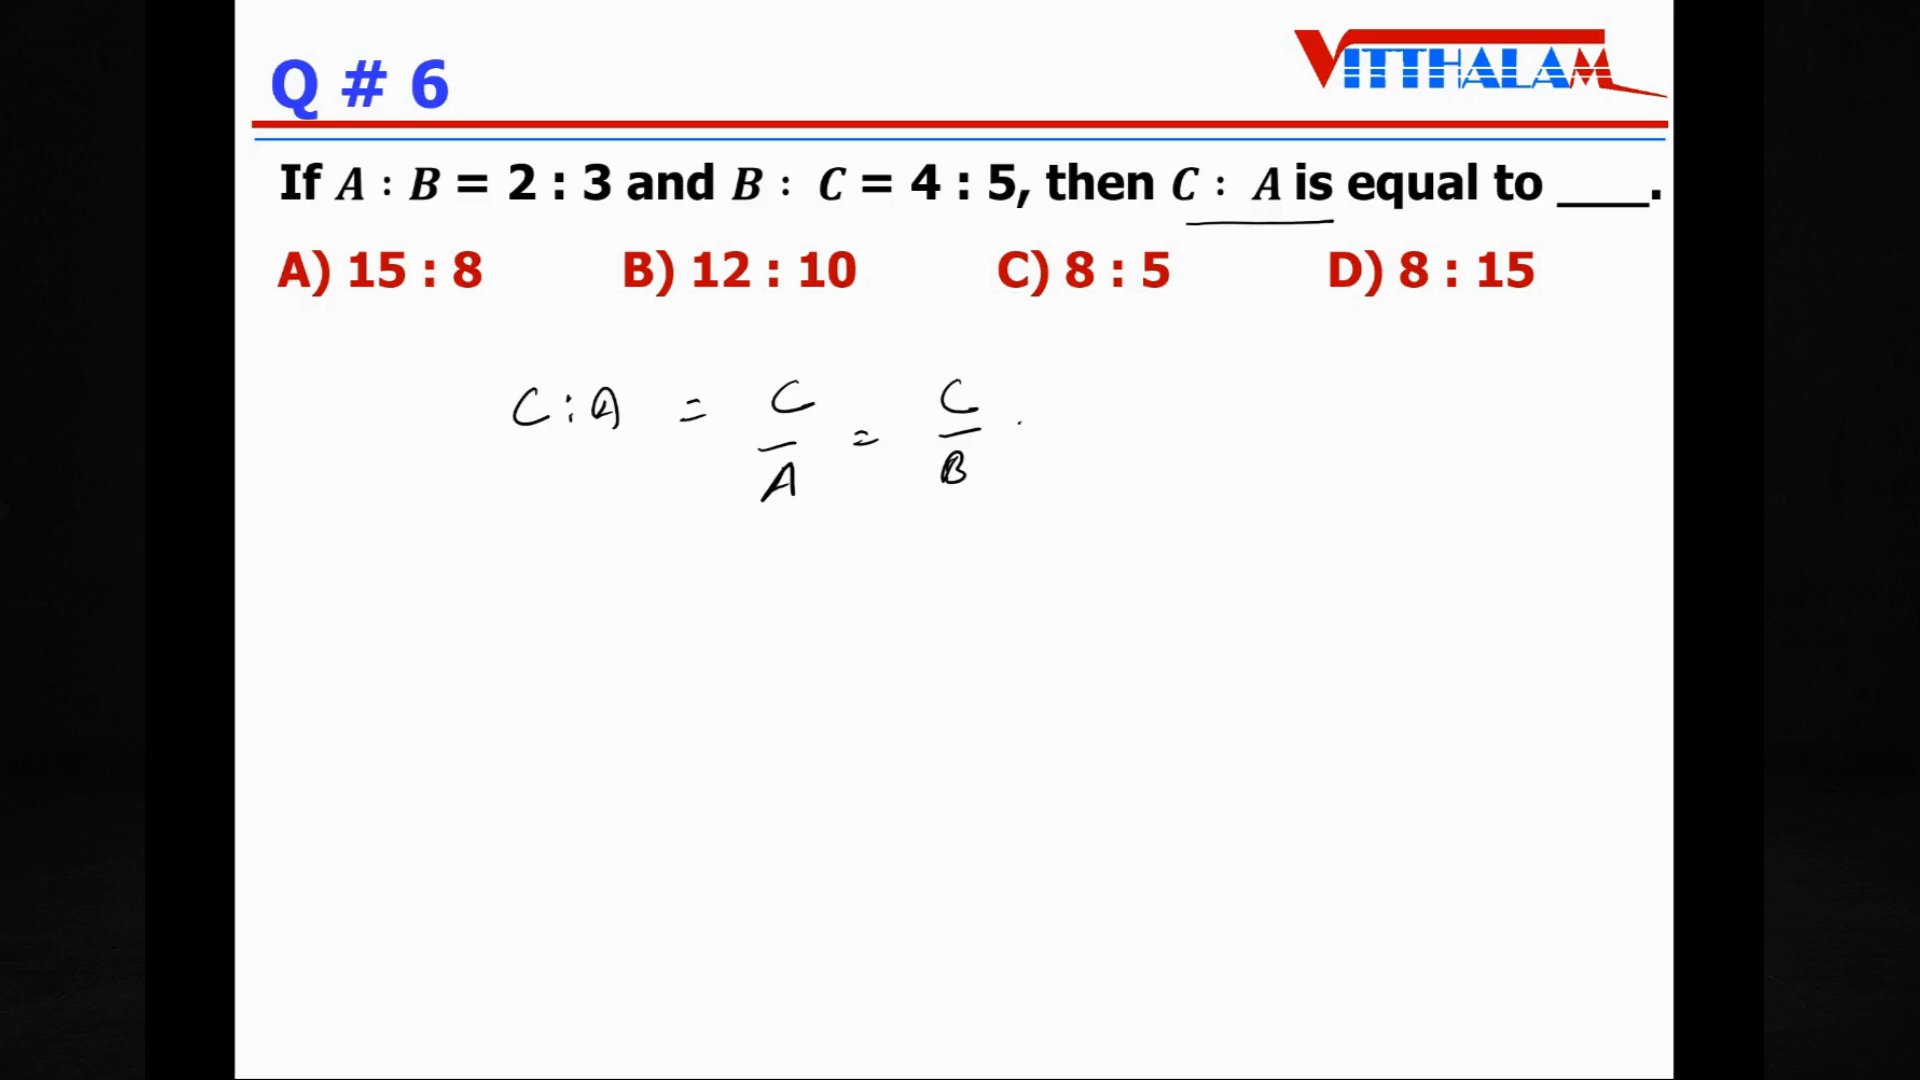 Q # 6
VITTHALAM
If A : B = 2 : 3 and B : C = 4 : 5, then C : A is equal to ____.
A) 15 : 8 B) 12 : 10 C) 8 : 5 D) 8 : 15
C : A = C/A = C/B .